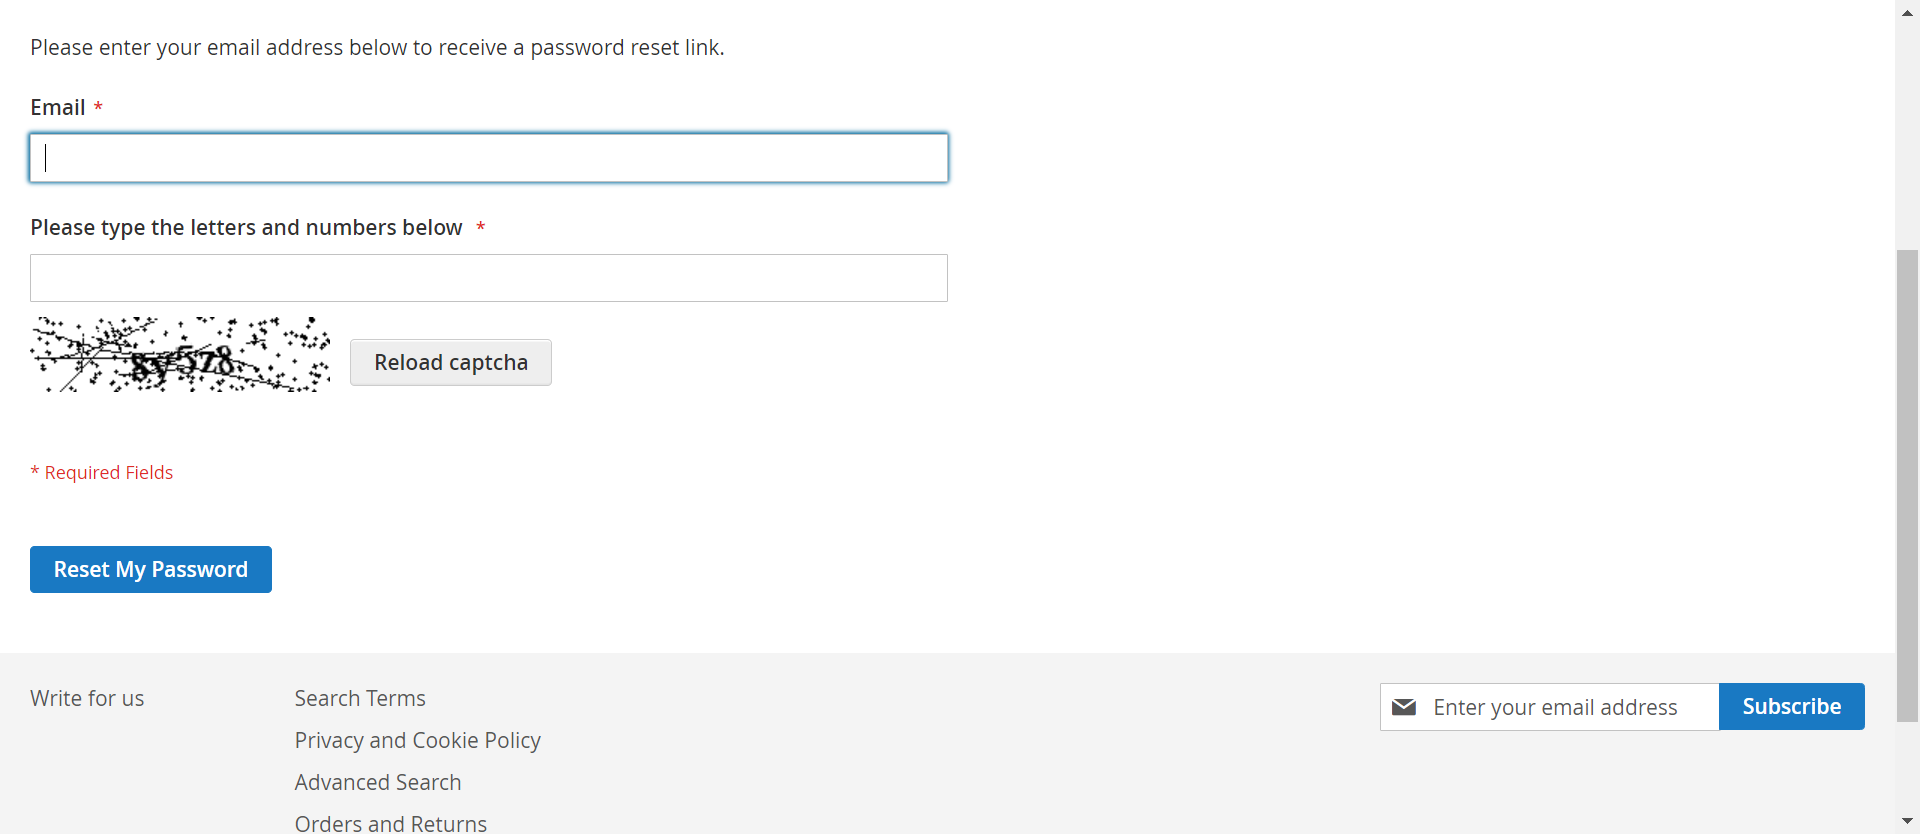 Please enter your email address below to receive a password reset link.
Email *
Please type the letters and numbers below *
8y5z8
Reload captcha
* Required Fields
Reset My Password
Write for us
Search Terms
Privacy and Cookie Policy
Advanced Search
Orders and Returns
Enter your email address
Subscribe